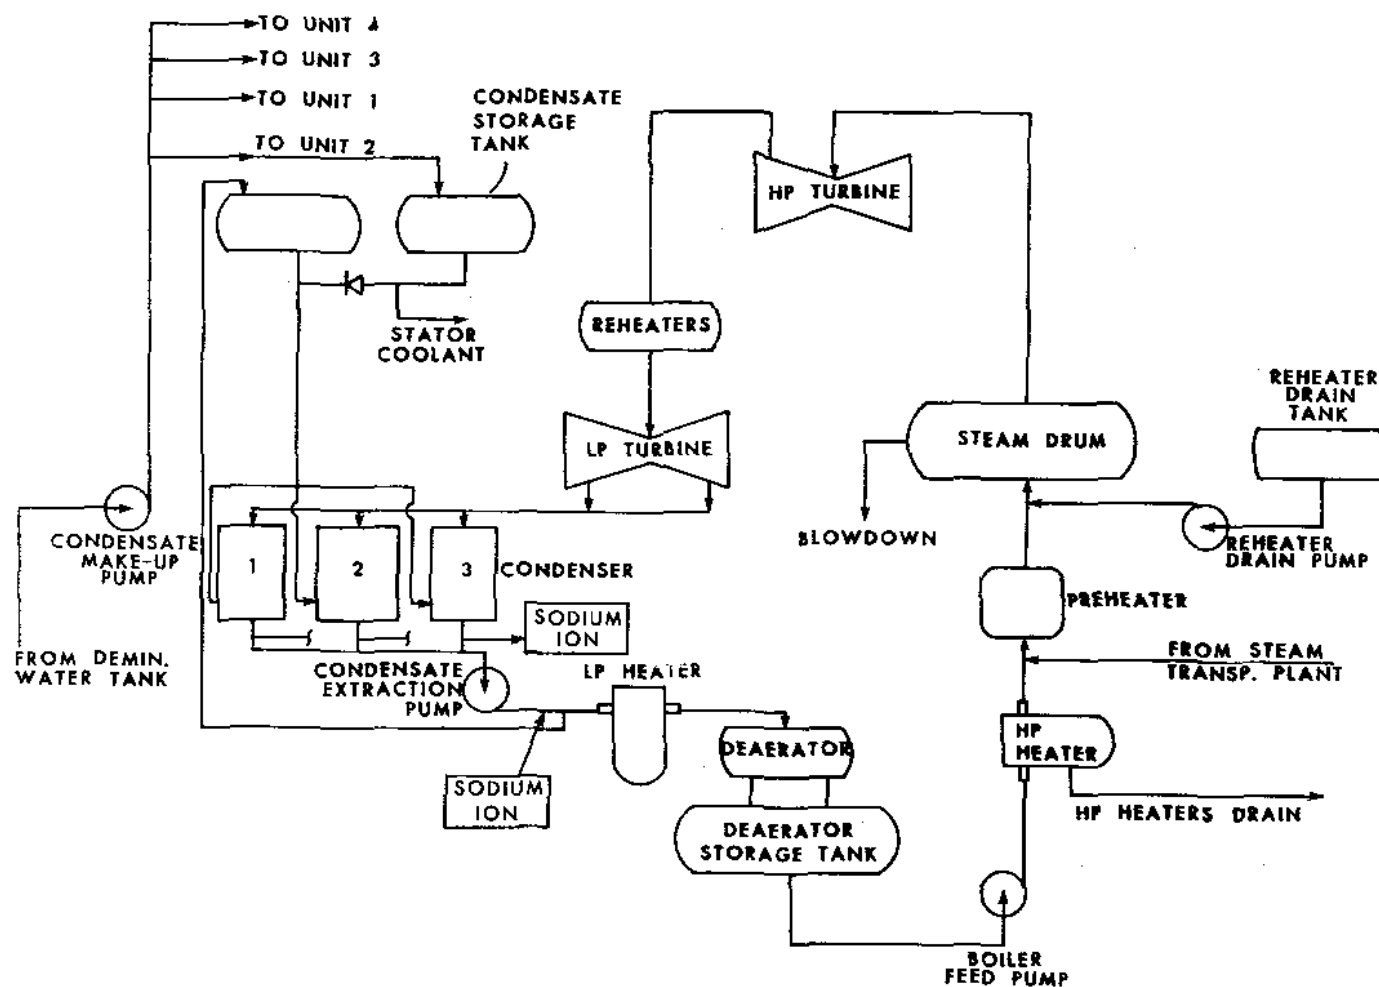 TO UNIT 4
TO UNIT 3
TO UNIT 1
TO UNIT 2
CONDENSATE
STORAGE
TANK
HP TURBINE
STATOR
COOLANT
REHEATERS
LP TURBINE
STEAM DRUM
REHEATER
DRAIN
TANK
BLOWDOWN
REHEATER
DRAIN PUMP
CONDENSATE
MAKE-UP
PUMP
1
2
3
CONDENSER
PREHEATER
SODIUM
ION
FROM DEMIN.
WATER TANK
CONDENSATE
EXTRACTION
PUMP
LP HEATER
FROM STEAM
TRANSP. PLANT
HP
HEATER
DEAERATOR
SODIUM
ION
HP HEATERS DRAIN
DEAERATOR
STORAGE TANK
BOILER
FEED PUMP